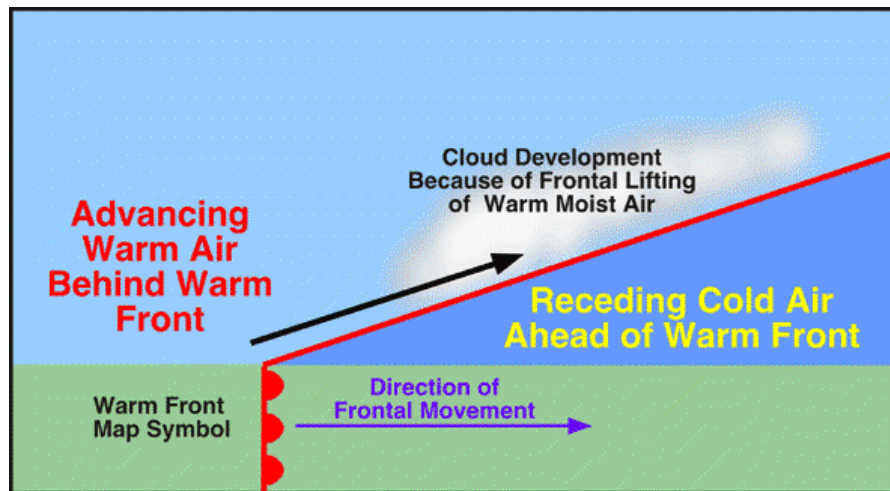 Cloud Development
Because of Frontal Lifting
of Warm Moist Air
Advancing
Warm Air
Behind Warm
Front
Receding Cold Air
Ahead of Warm Front
Warm Front
Map Symbol
Direction of
Frontal Movement